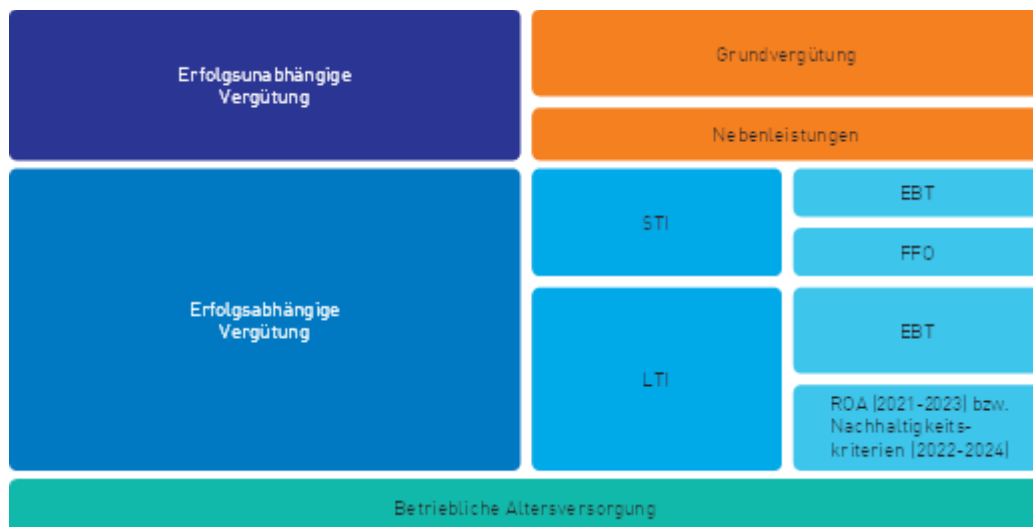 Erfolgsunabhängige
Vergütung
Grundvergütung
Nebenleistungen
Erfolgsabhängige
Vergütung
STI
EBT
FFO
LTI
EBT
ROA (2021-2023) bzw.
Nachhaltigkeits-
kriterien (2022-2024)
Betriebliche Altersversorgung